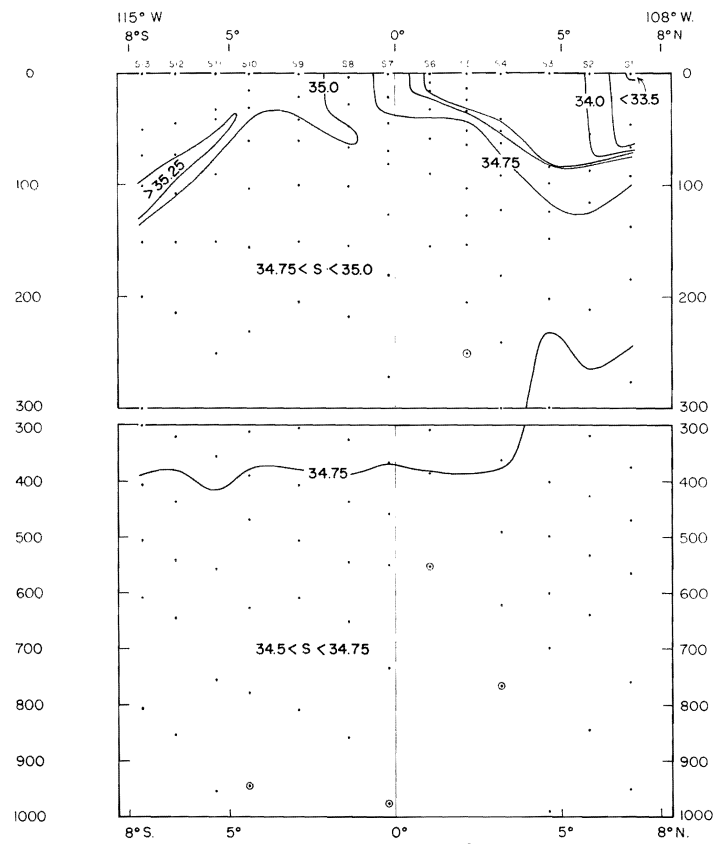 115° W 108° W.
8°S 5° 0° 5° 8°N
S13 S12 S11 S10 S9 S8 S7 S6 S5 S4 S3 S2 S1
0 35.0 34.0 <33.5 0
>35.25 34.75
100 100
34.75< S <35.0
200 200
300 300
300 300
400 34.75 400
500 500
600 600
34.5< S <34.75
700 700
800 800
900 900
1000 1000
8°S. 5° 0° 5° 8°N.